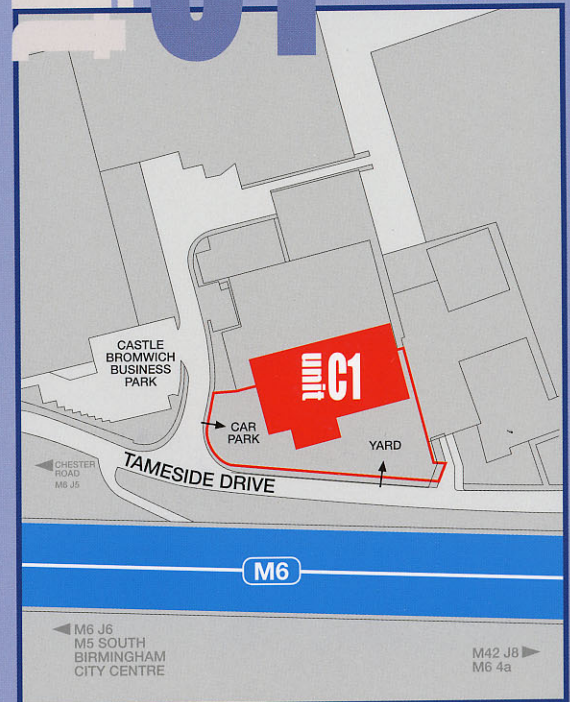 C1
CASTLE
BROMWICH
BUSINESS
PARK
unit C1
CAR
PARK
YARD
CHESTER
ROAD
M6 J5
TAMESIDE DRIVE
M6
M6 J6
M5 SOUTH
BIRMINGHAM
CITY CENTRE
M42 J8
M6 4a